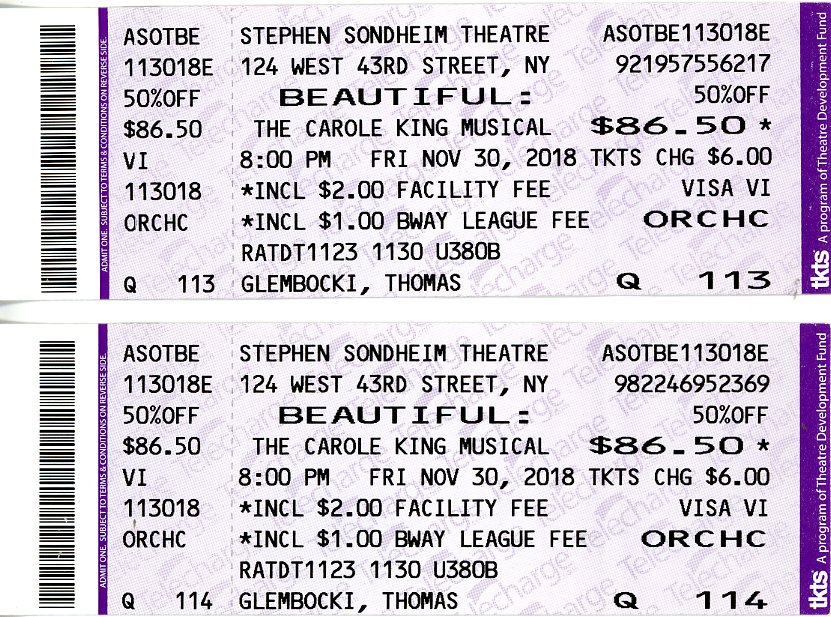 ASOTBE STEPHEN SONDHEIM THEATRE ASOTBE113018E
113018E 124 WEST 43RD STREET, NY 921957556217
50%OFF BEAUTIFUL: 50%OFF
$86.50 THE CAROLE KING MUSICAL $86.50 *
VI 8:00 PM FRI NOV 30, 2018 TKTS CHG $6.00
113018 *INCL $2.00 FACILITY FEE VISA VI
ORCHC *INCL $1.00 BWAY LEAGUE FEE ORCHC
RATDT1123 1130 U380B
Q 113 GLEMBOCKI, THOMAS Q 113
ADMIT ONE. SUBJECT TO TERMS & CONDITIONS ON REVERSE SIDE.
tkts A program of Theatre Development Fund
Telecharge
ASOTBE STEPHEN SONDHEIM THEATRE ASOTBE113018E
113018E 124 WEST 43RD STREET, NY 982246952369
50%OFF BEAUTIFUL: 50%OFF
$86.50 THE CAROLE KING MUSICAL $86.50 *
VI 8:00 PM FRI NOV 30, 2018 TKTS CHG $6.00
113018 *INCL $2.00 FACILITY FEE VISA VI
ORCHC *INCL $1.00 BWAY LEAGUE FEE ORCHC
RATDT1123 1130 U380B
Q 114 GLEMBOCKI, THOMAS Q 114
ADMIT ONE. SUBJECT TO TERMS & CONDITIONS ON REVERSE SIDE.
tkts A program of Theatre Development Fund
Telecharge